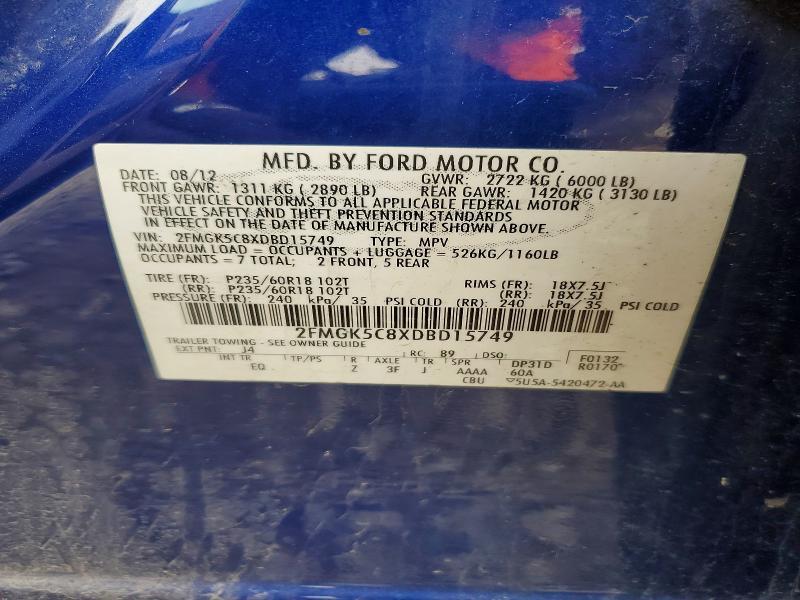 MFD. BY FORD MOTOR CO.
DATE: 08/12 GVWR: 2722 KG ( 6000 LB)
FRONT GAWR: 1311 KG ( 2890 LB) REAR GAWR: 1420 KG ( 3130 LB)
THIS VEHICLE CONFORMS TO ALL APPLICABLE FEDERAL MOTOR
VEHICLE SAFETY AND THEFT PREVENTION STANDARDS
IN EFFECT ON THE DATE OF MANUFACTURE SHOWN ABOVE.
VIN: 2FMGK5C8XDBD15749 TYPE: MPV
MAXIMUM LOAD = OCCUPANTS + LUGGAGE = 526KG/1160LB
OCCUPANTS = 7 TOTAL; 2 FRONT, 5 REAR
TIRE (FR): P235/60R18 102T RIMS (FR): 18X7.5J
(RR): P235/60R18 102T (RR): 18X7.5J
PRESSURE (FR): 240 kPa/ 35 PSI COLD (RR): 240 kPa/ 35 PSI COLD
2FMGK5C8XDBD15749
TRAILER TOWING - SEE OWNER GUIDE
EXT PNT: J4 RC: 89 DSO: F0132
INT TR TP/PS R AXLE TR SPR DP31D R0170
EQ Z 3F J AAAA 60A
CBU 5U5A-5420472-AA